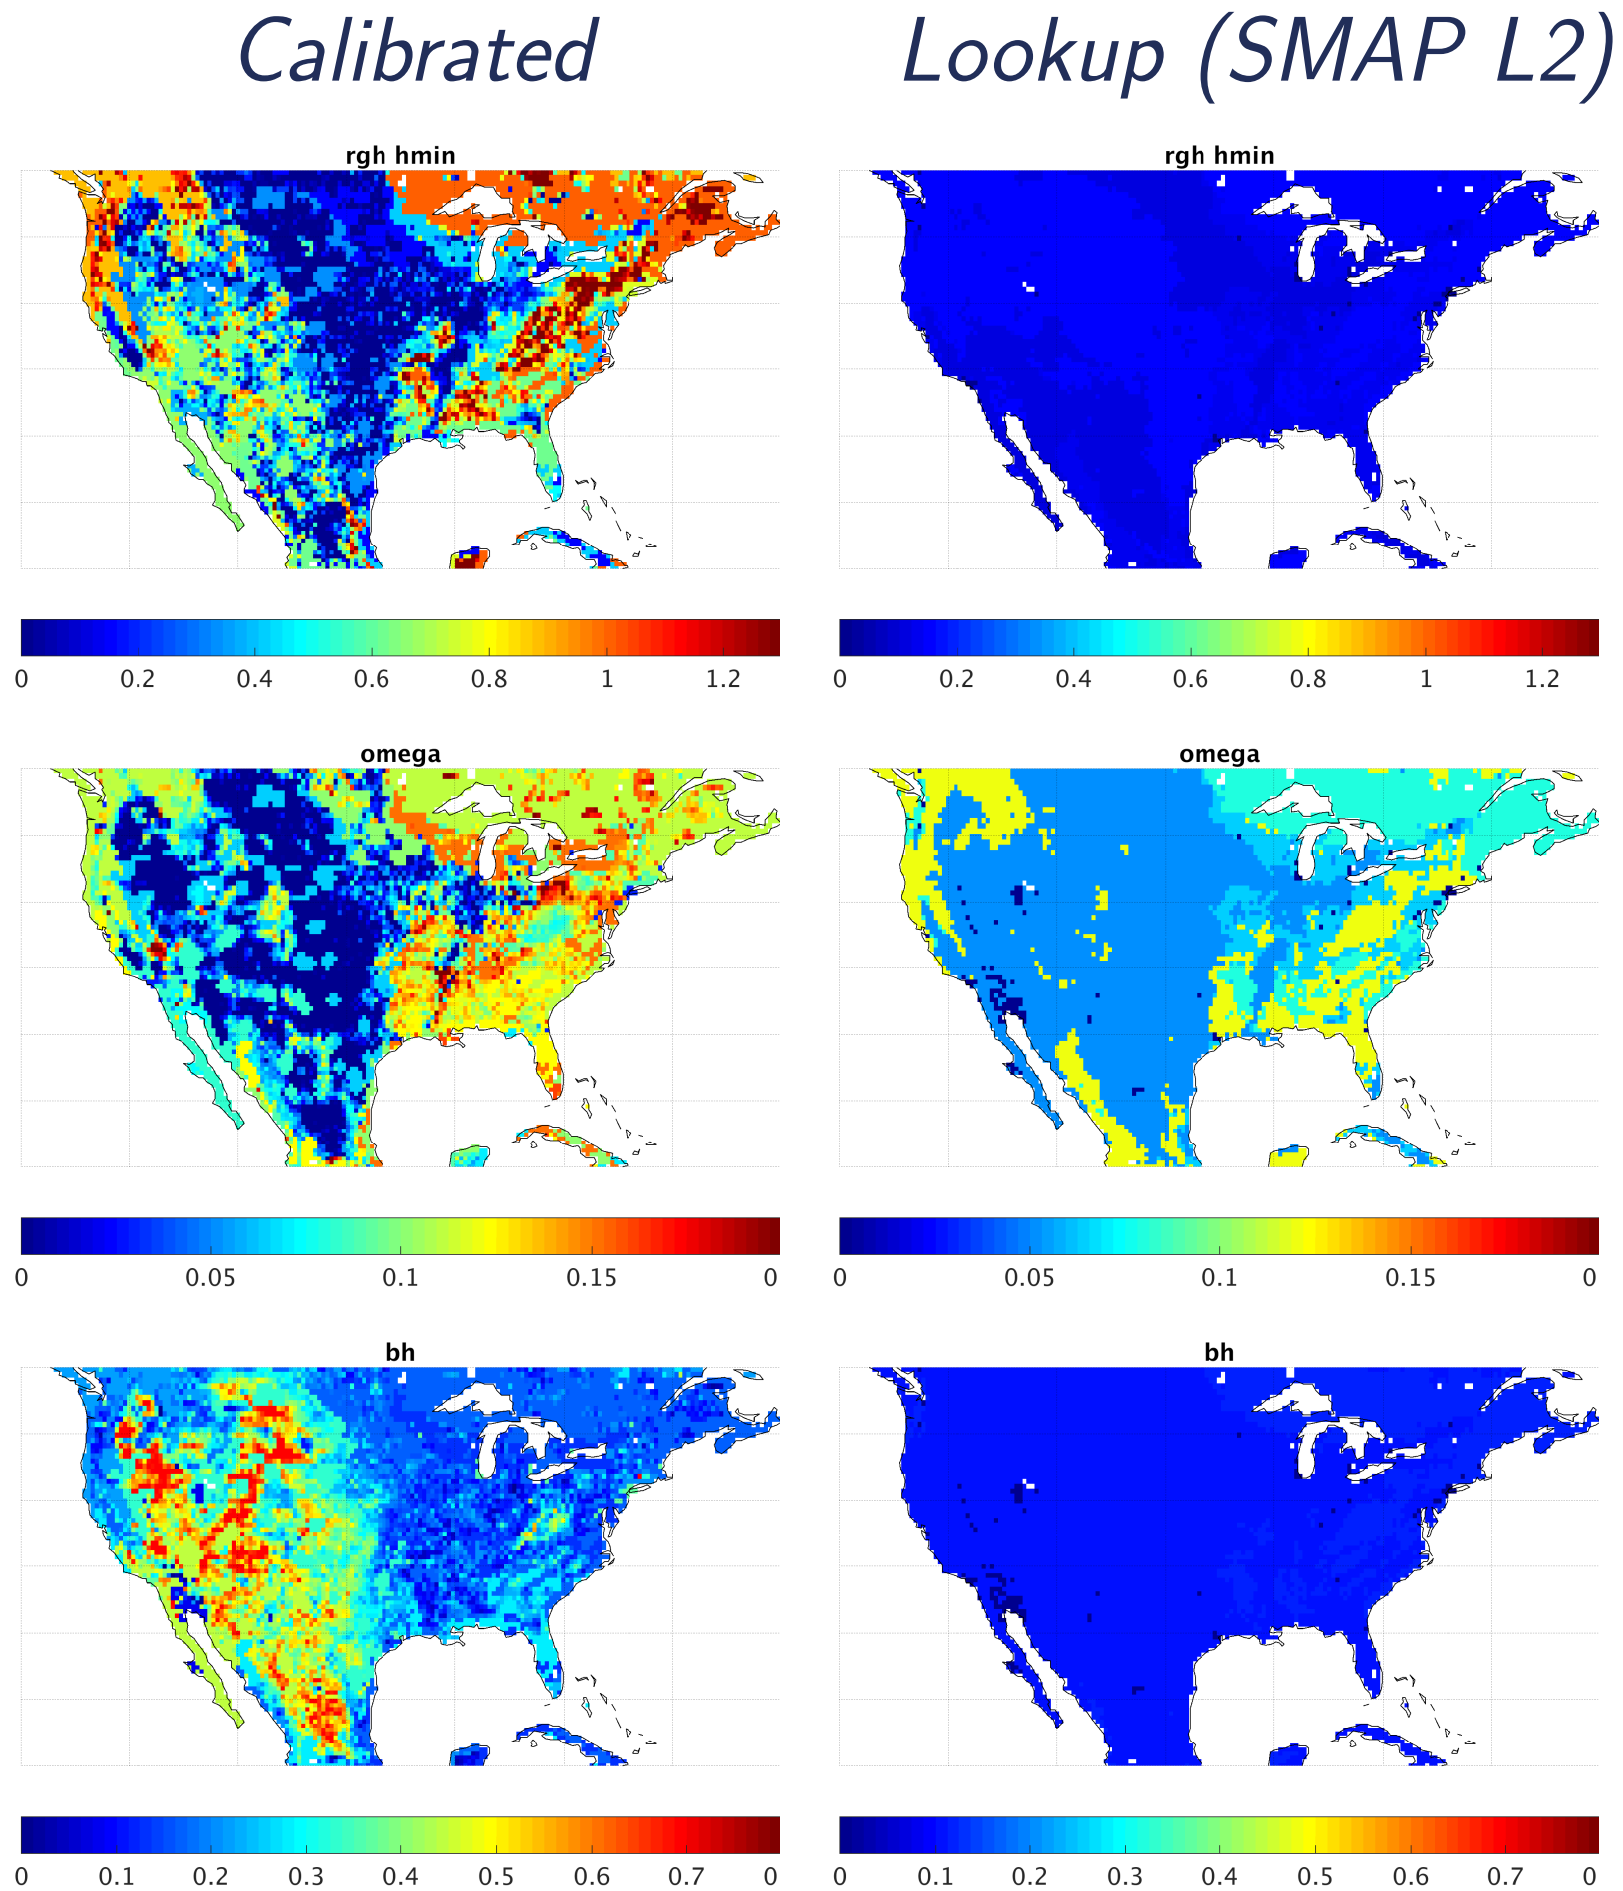 Calibrated Lookup (SMAP L2)
rgh hmin rgh hmin
0 0.2 0.4 0.6 0.8 1 1.2 0 0.2 0.4 0.6 0.8 1 1.2
omega omega
0 0.05 0.1 0.15 0 0 0.05 0.1 0.15 0
bh bh
0 0.1 0.2 0.3 0.4 0.5 0.6 0.7 0 0 0.1 0.2 0.3 0.4 0.5 0.6 0.7 0